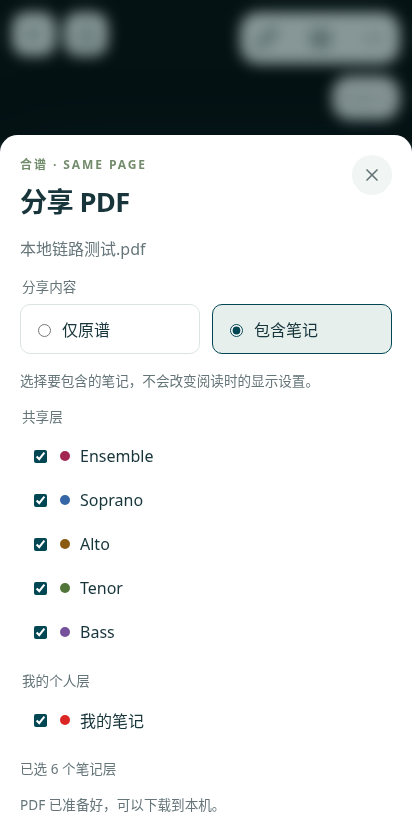 合谱 · SAME PAGE
分享 PDF
本地链路测试.pdf
分享内容
仅原谱
包含笔记
选择要包含的笔记，不会改变阅读时的显示设置。
共享层
Ensemble
Soprano
Alto
Tenor
Bass
我的个人层
我的笔记
已选 6 个笔记层
PDF 已准备好，可以下载到本机。